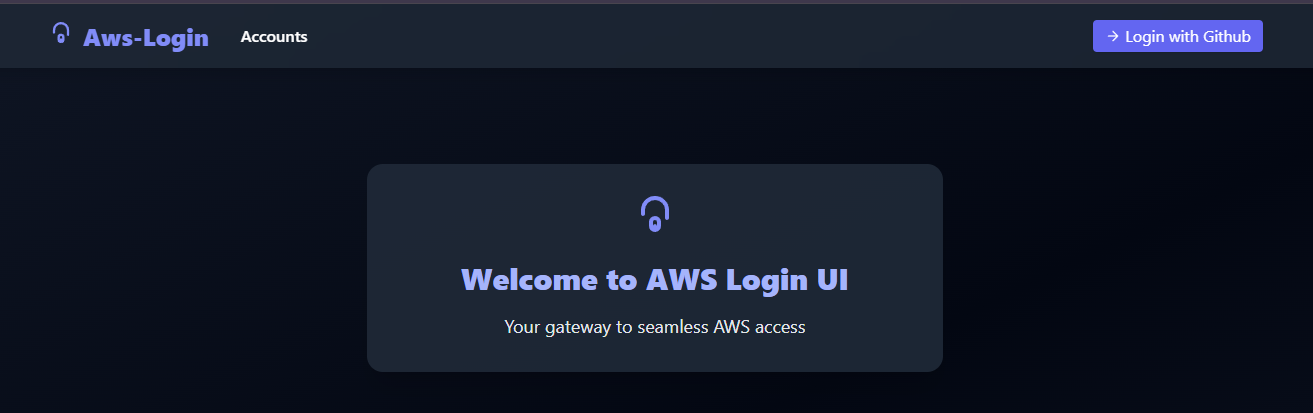 Aws-Login
Accounts
→ Login with Github
Welcome to AWS Login UI
Your gateway to seamless AWS access